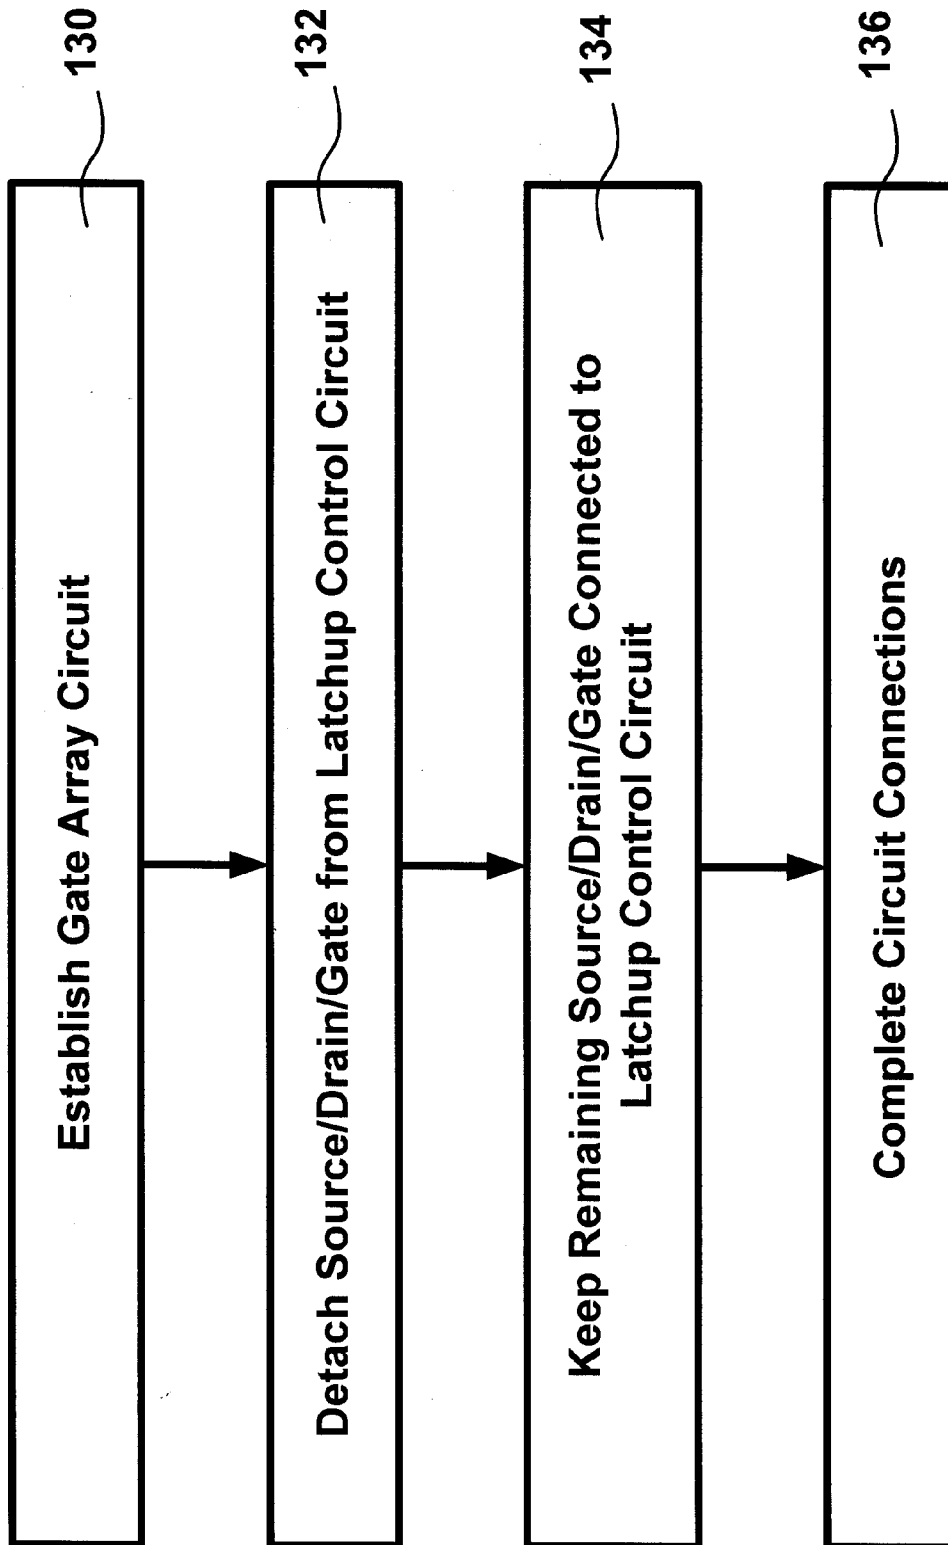 Establish Gate Array Circuit
130
Detach Source/Drain/Gate from Latchup Control Circuit
132
Keep Remaining Source/Drain/Gate Connected to
Latchup Control Circuit
134
Complete Circuit Connections
136